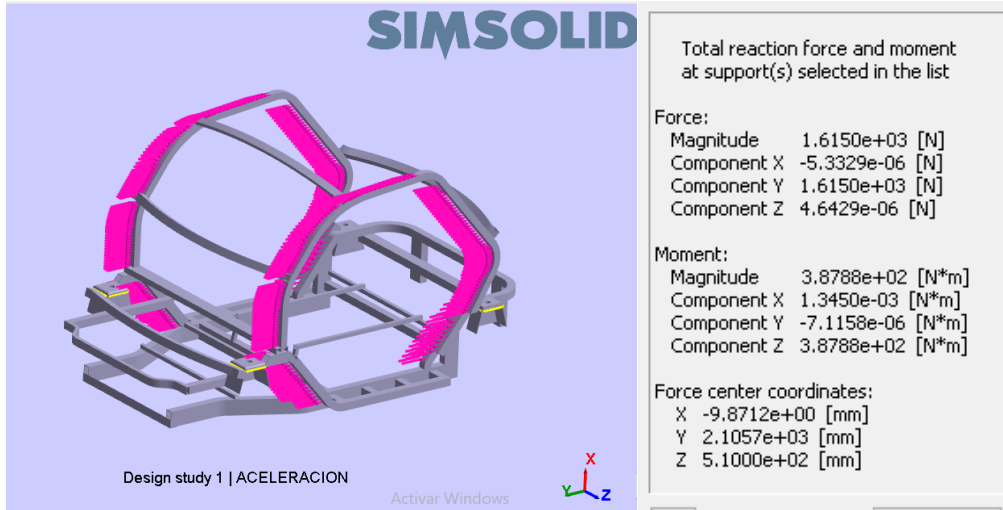 SIMSOLID
Design study 1 | ACELERACION
Activar Windows
X
Y
Z
Total reaction force and moment
at support(s) selected in the list
Force:
Magnitude 1.6150e+03 [N]
Component X -5.3329e-06 [N]
Component Y 1.6150e+03 [N]
Component Z 4.6429e-06 [N]
Moment:
Magnitude 3.8788e+02 [N*m]
Component X 1.3450e-03 [N*m]
Component Y -7.1158e-06 [N*m]
Component Z 3.8788e+02 [N*m]
Force center coordinates:
X -9.8712e+00 [mm]
Y 2.1057e+03 [mm]
Z 5.1000e+02 [mm]